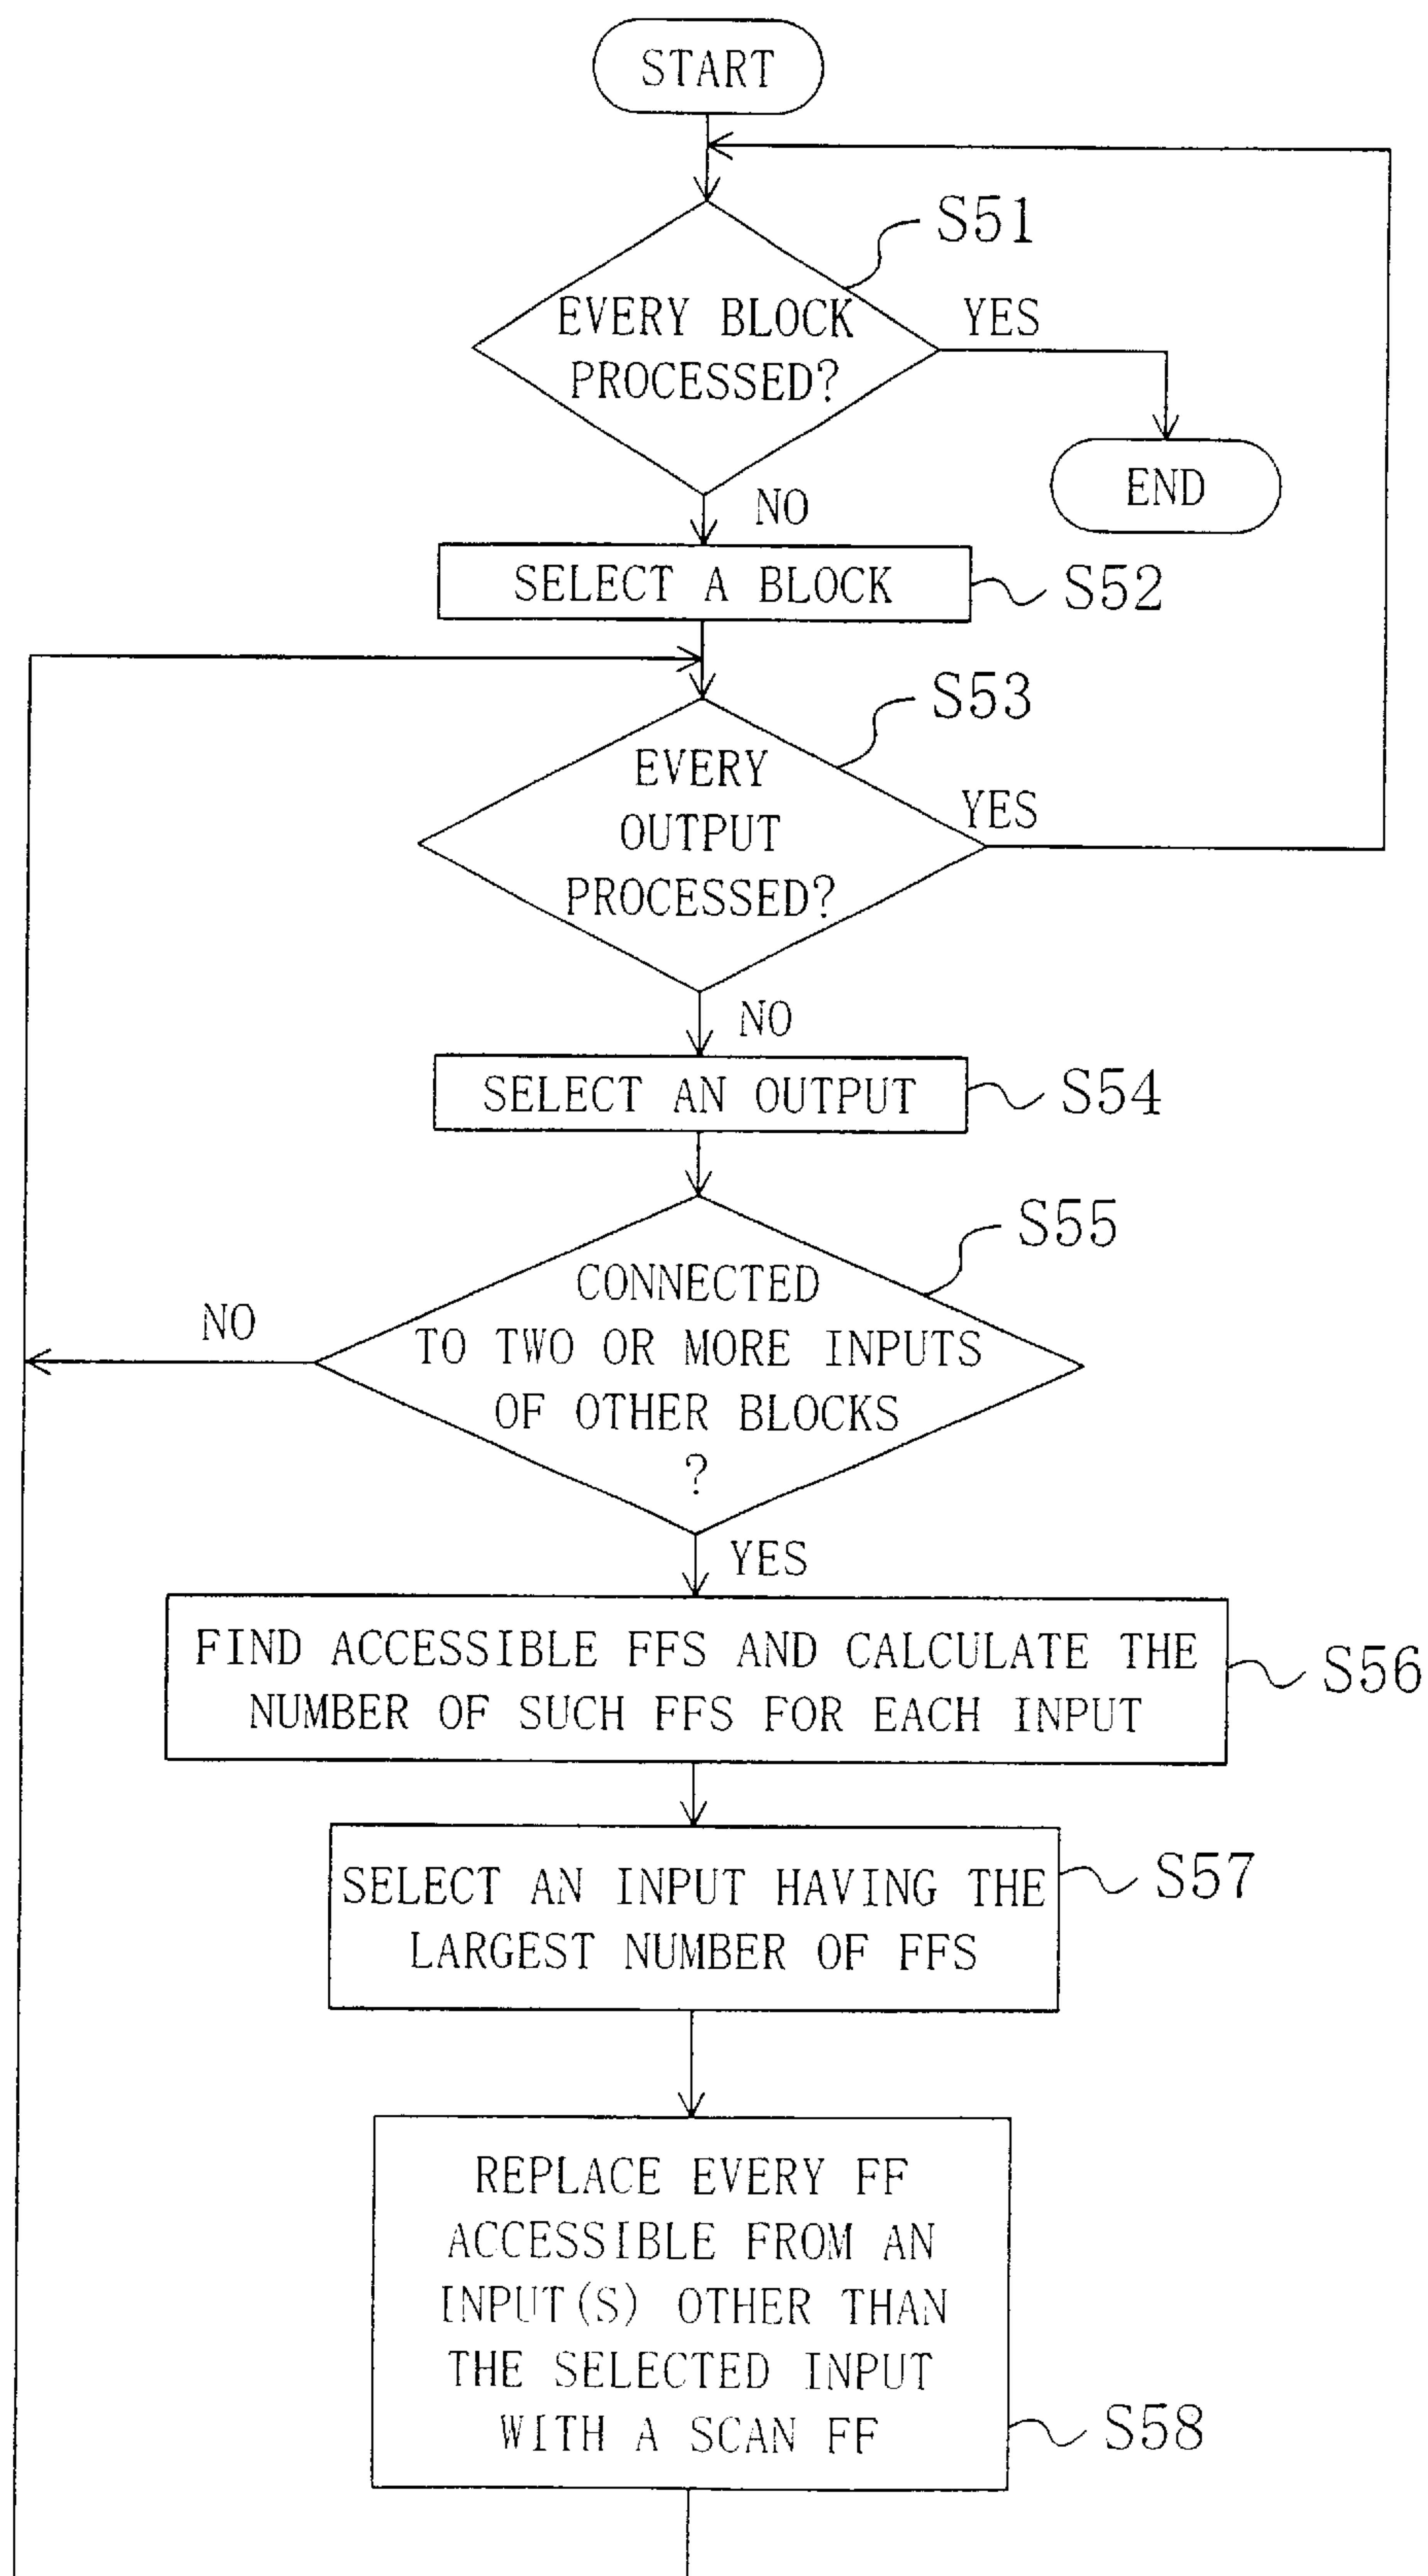 START
S51
EVERY BLOCK
PROCESSED?
YES
END
NO
SELECT A BLOCK
S52
S53
EVERY
OUTPUT
PROCESSED?
YES
NO
SELECT AN OUTPUT
S54
S55
CONNECTED
TO TWO OR MORE INPUTS
OF OTHER BLOCKS
?
NO
YES
FIND ACCESSIBLE FFS AND CALCULATE THE
NUMBER OF SUCH FFS FOR EACH INPUT
S56
SELECT AN INPUT HAVING THE
LARGEST NUMBER OF FFS
S57
REPLACE EVERY FF
ACCESSIBLE FROM AN
INPUT(S) OTHER THAN
THE SELECTED INPUT
WITH A SCAN FF
S58